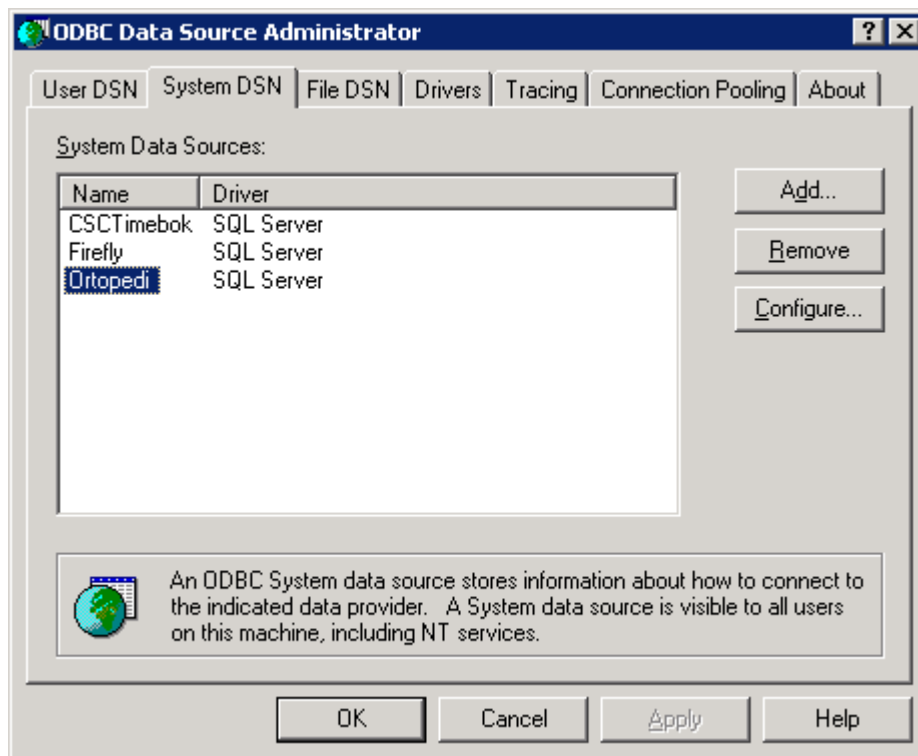 ODBC Data Source Administrator
User DSN System DSN File DSN Drivers Tracing Connection Pooling About
System Data Sources:
Name Driver
CSCTimebok SQL Server
Firefly SQL Server
Ortopedi SQL Server
Add...
Remove
Configure...
An ODBC System data source stores information about how to connect to
the indicated data provider. A System data source is visible to all users
on this machine, including NT services.
OK Cancel Apply Help